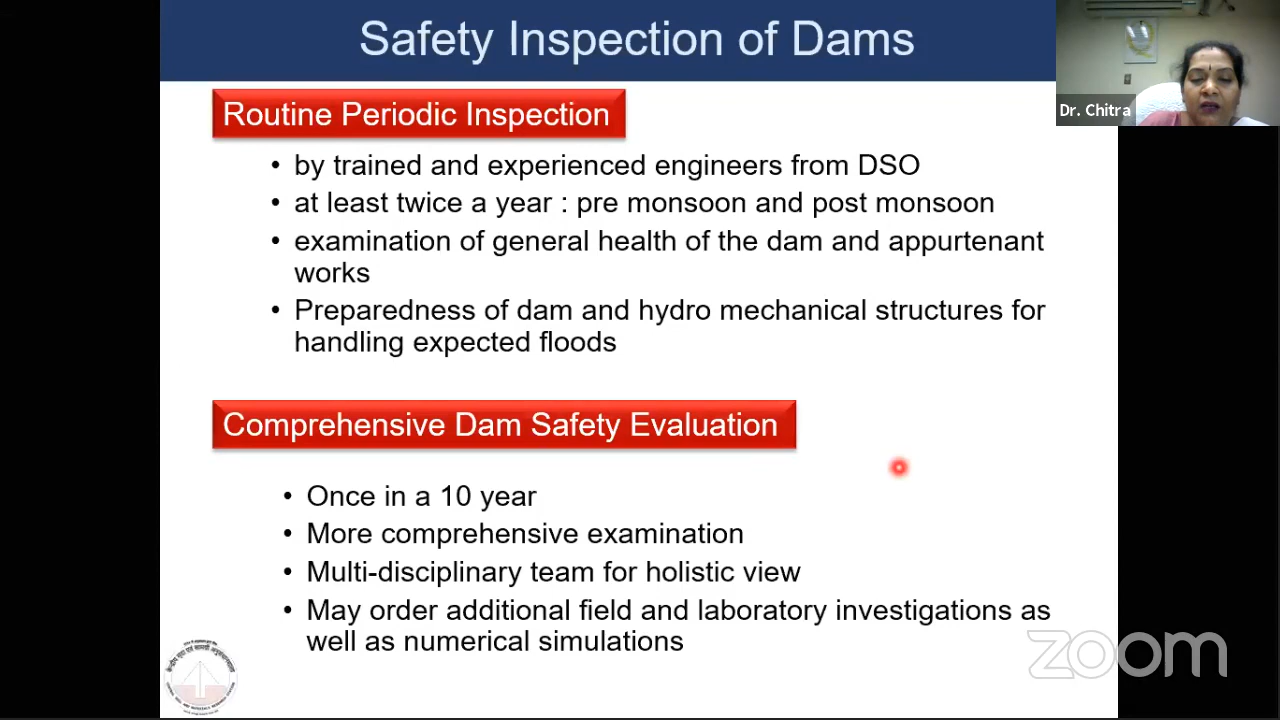 Safety Inspection of Dams
Dr. Chitra
Routine Periodic Inspection
• by trained and experienced engineers from DSO
• at least twice a year : pre monsoon and post monsoon
• examination of general health of the dam and appurtenant
works
• Preparedness of dam and hydro mechanical structures for
handling expected floods
Comprehensive Dam Safety Evaluation
• Once in a 10 year
• More comprehensive examination
• Multi-disciplinary team for holistic view
• May order additional field and laboratory investigations as
well as numerical simulations
zoom